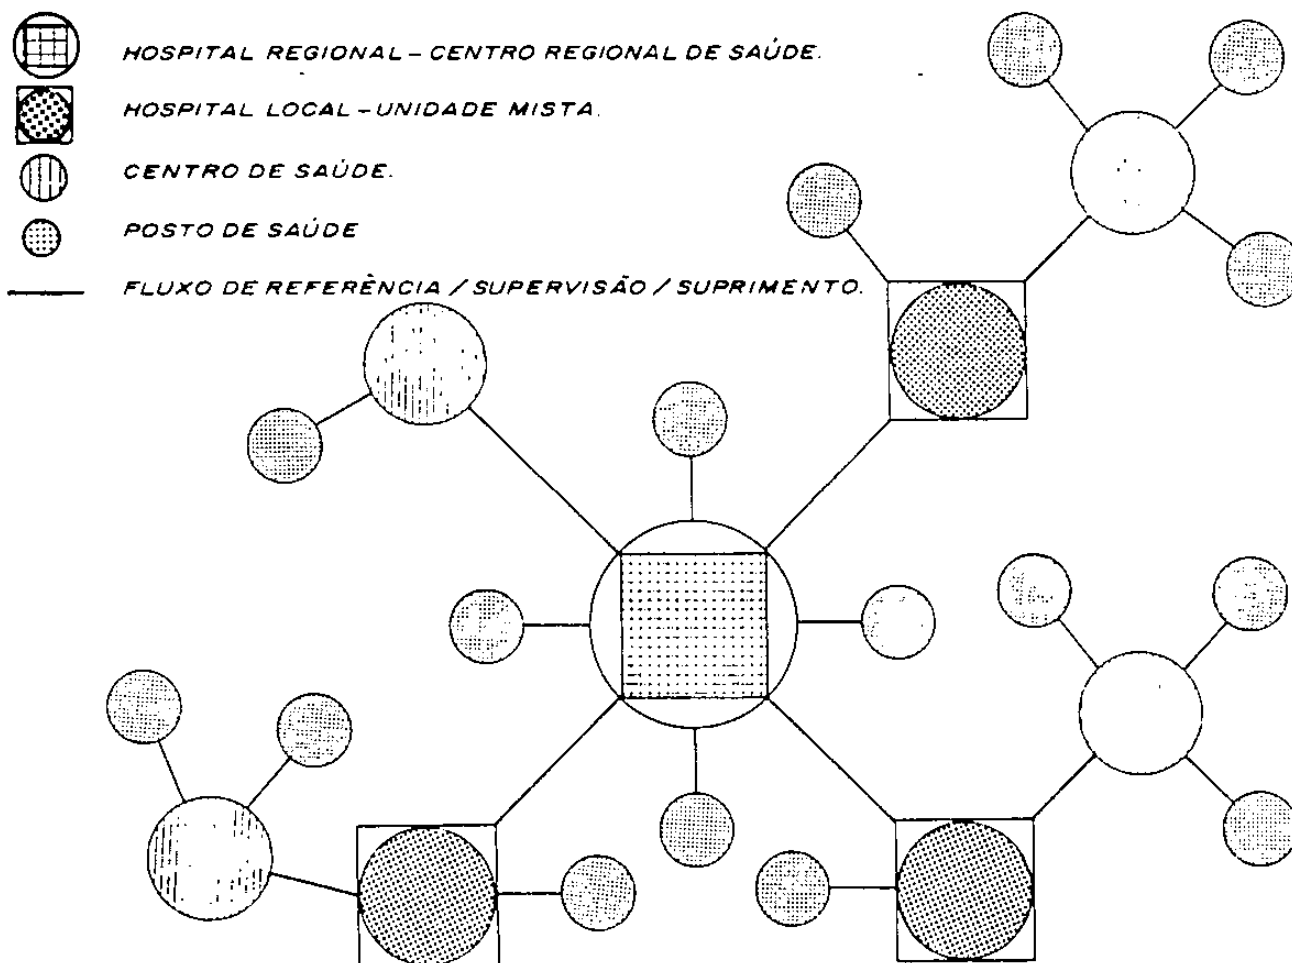 HOSPITAL REGIONAL – CENTRO REGIONAL DE SAÚDE.
HOSPITAL LOCAL – UNIDADE MISTA.
CENTRO DE SAÚDE.
POSTO DE SAÚDE
FLUXO DE REFERÊNCIA / SUPERVISÃO / SUPRIMENTO.